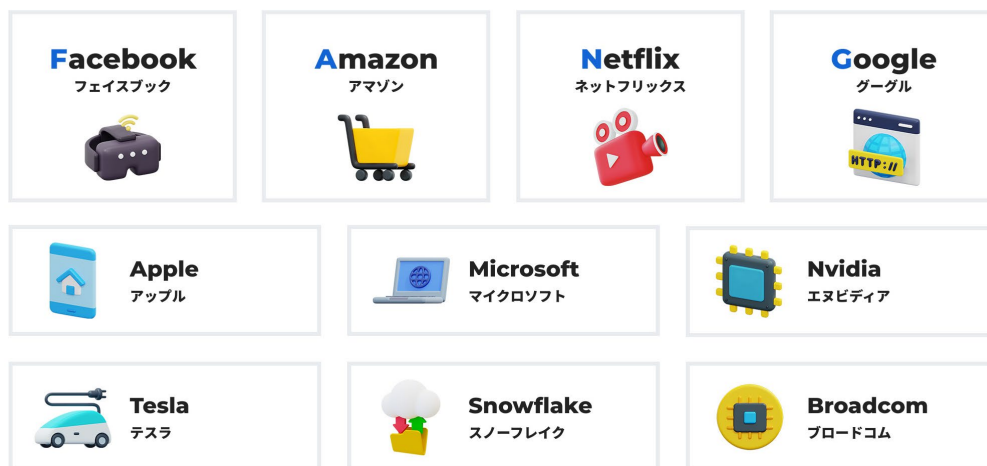 Facebook
フェイスブック
Amazon
アマゾン
Netflix
ネットフリックス
Google
グーグル
HTTP://
Apple
アップル
Microsoft
マイクロソフト
Nvidia
エヌビディア
Tesla
テスラ
Snowflake
スノーフレイク
Broadcom
ブロードコム